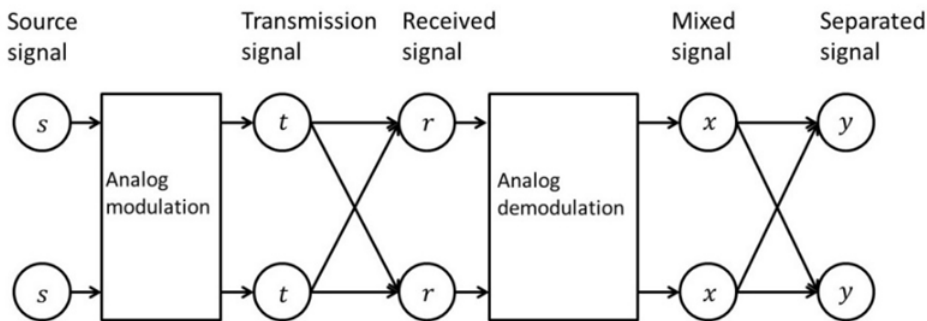 Source signal
Transmission signal
Received signal
Mixed signal
Separated signal
s
t
r
x
y
Analog modulation
Analog demodulation
s
t
r
x
y